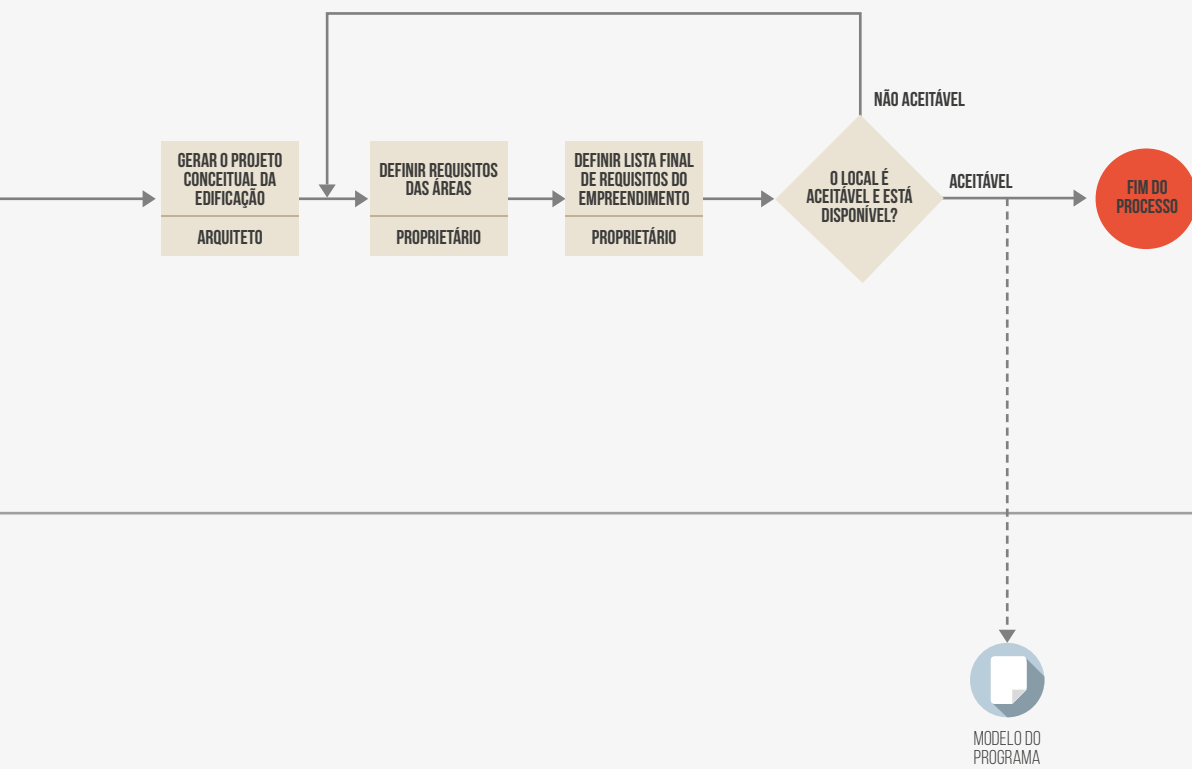 NÃO ACEITÁVEL
GERAR O PROJETO
CONCEITUAL DA
EDIFICAÇÃO
ARQUITETO
DEFINIR REQUISITOS
DAS ÁREAS
PROPRIETÁRIO
DEFINIR LISTA FINAL
DE REQUISITOS DO
EMPREENDIMENTO
PROPRIETÁRIO
O LOCAL É
ACEITÁVEL E ESTÁ
DISPONÍVEL?
ACEITÁVEL
FIM DO
PROCESSO
MODELO DO
PROGRAMA